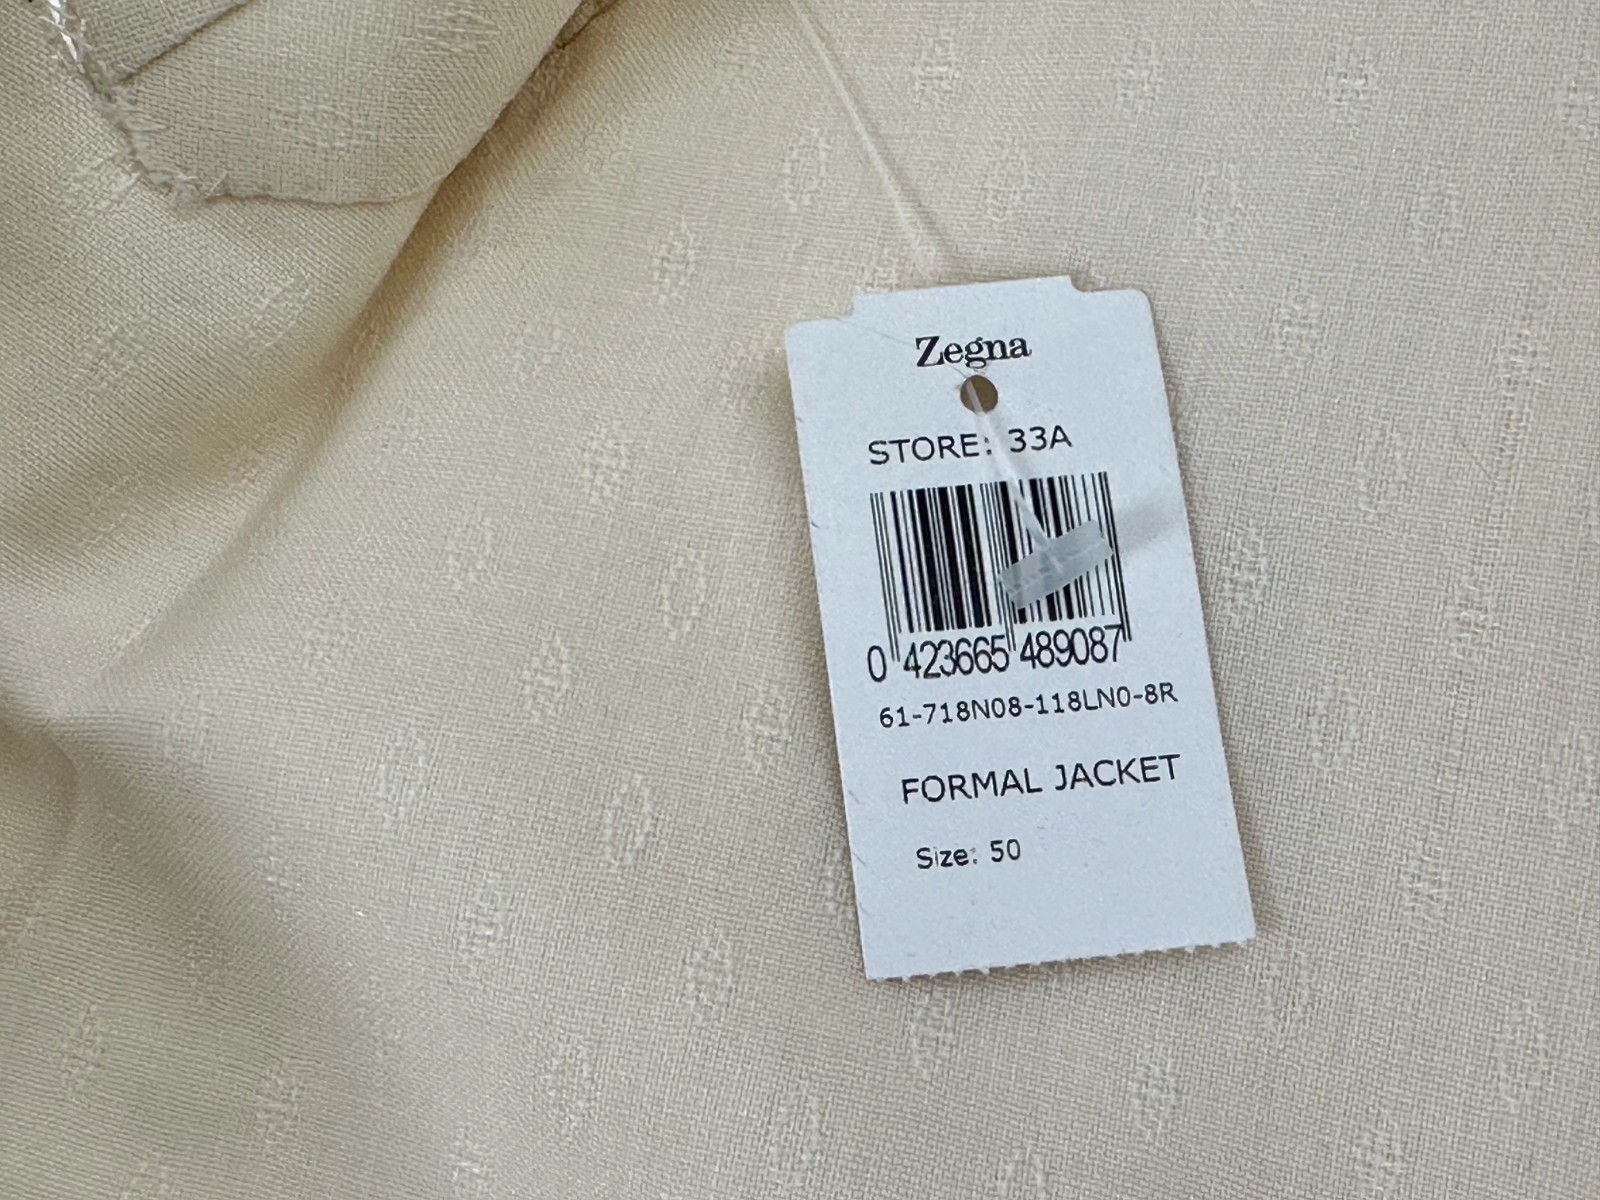 Zegna
STORE: 33A
0 423665 489087
61-718N08-118LN0-8R
FORMAL JACKET
Size: 50